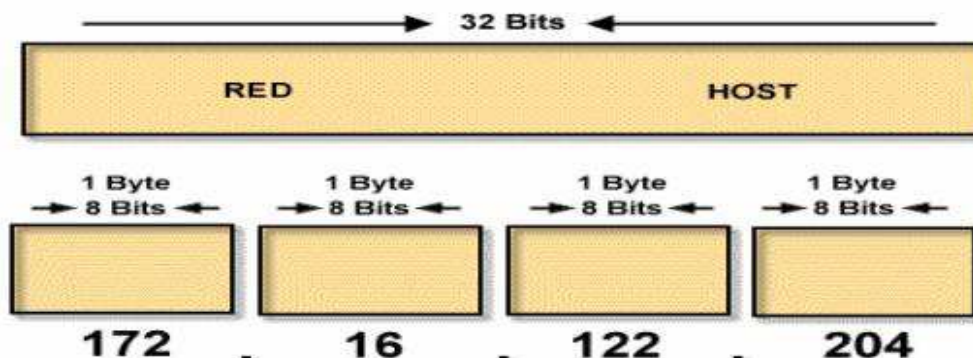 32 Bits
RED HOST
1 Byte 1 Byte 1 Byte 1 Byte
8 Bits 8 Bits 8 Bits 8 Bits
172 . 16 . 122 . 204